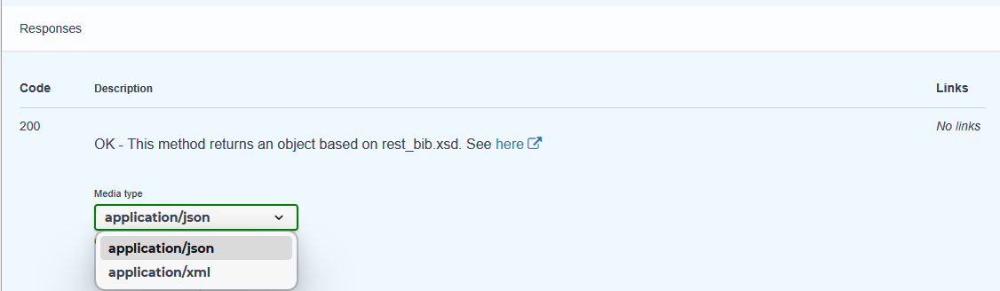 Responses
Code Description Links
200 No links
OK - This method returns an object based on rest_bib.xsd. See here
Media type
application/json
application/json
application/xml